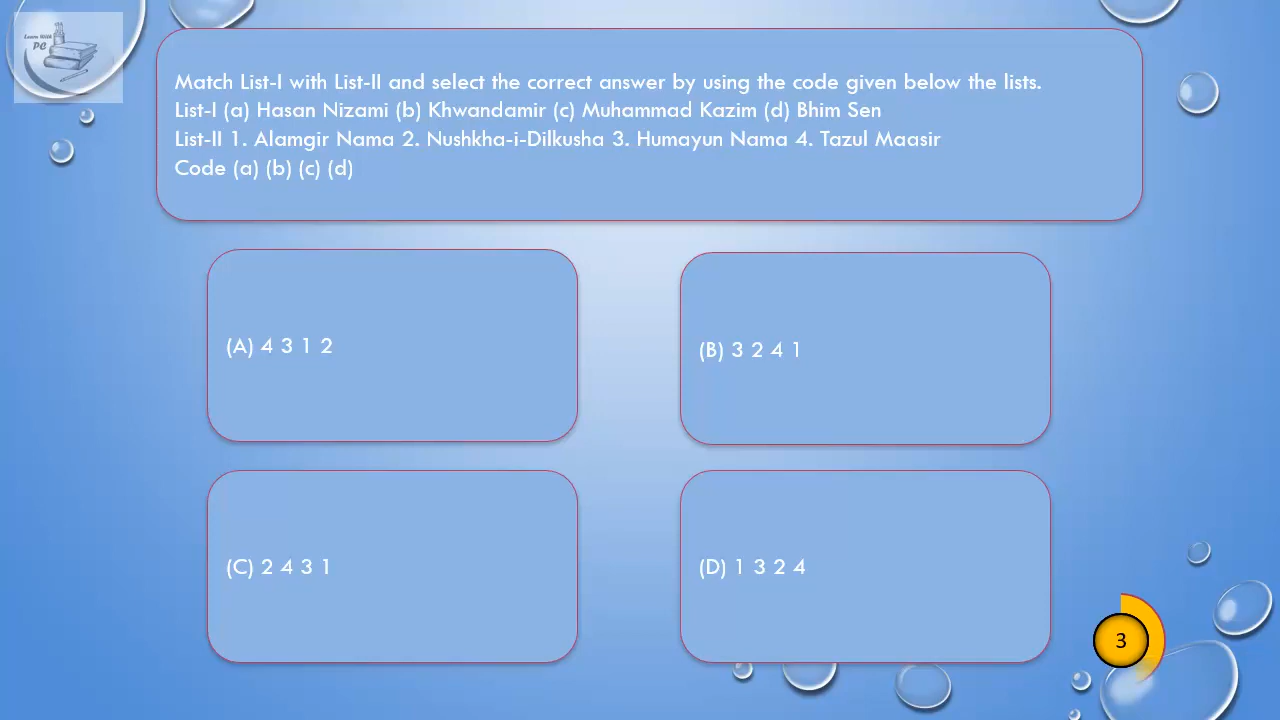 Learn With
PC
Match List-I with List-II and select the correct answer by using the code given below the lists.
List-I (a) Hasan Nizami (b) Khwandamir (c) Muhammad Kazim (d) Bhim Sen
List-II 1. Alamgir Nama 2. Nushkha-i-Dilkusha 3. Humayun Nama 4. Tazul Maasir
Code (a) (b) (c) (d)
(A) 4 3 1 2
(B) 3 2 4 1
(C) 2 4 3 1
(D) 1 3 2 4
3